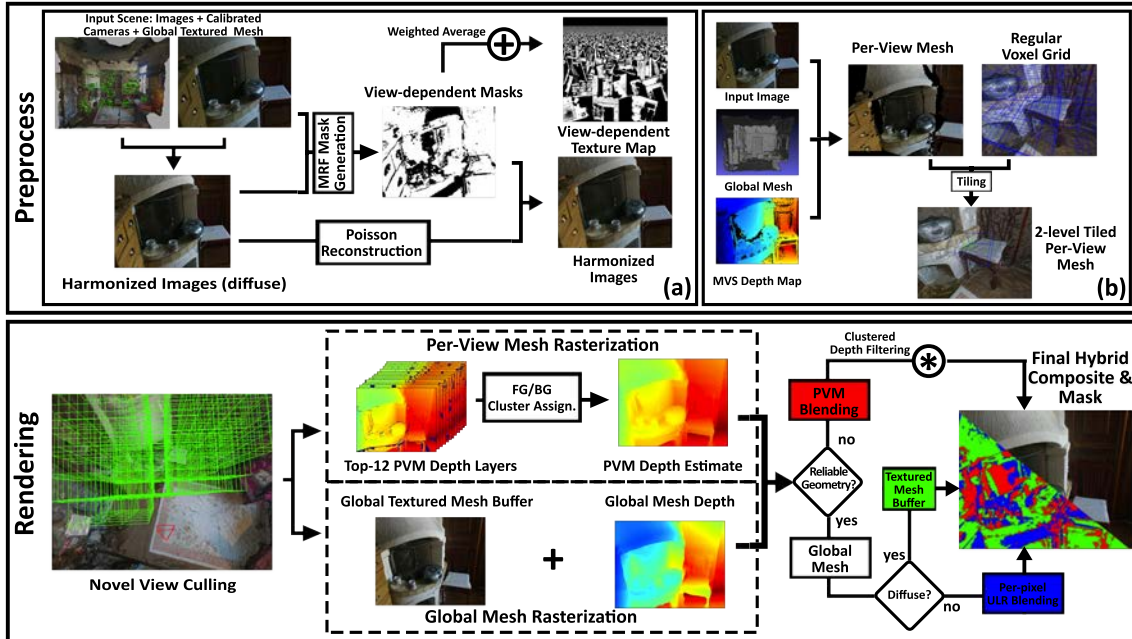 Preprocess
Input Scene: Images + Calibrated
Cameras + Global Textured Mesh
Weighted Average
+
View-dependent Masks
MRF Mask
Generation
View-dependent
Texture Map
Poisson
Reconstruction
Harmonized Images (diffuse)
Harmonized
Images
(a)
Input Image
Global Mesh
MVS Depth Map
Per-View Mesh
Regular
Voxel Grid
Tiling
2-level Tiled
Per-View
Mesh
(b)
Rendering
Novel View Culling
Per-View Mesh Rasterization
FG/BG
Cluster Assign.
Top-12 PVM Depth Layers
PVM Depth Estimate
Global Textured Mesh Buffer
Global Mesh Depth
+
Global Mesh Rasterization
Clustered
Depth Filtering
*
Final Hybrid
Composite &
Mask
PVM
Blending
no
Reliable
Geometry?
yes
Global
Mesh
Textured
Mesh
Buffer
yes
Diffuse?
no
Per-pixel
ULR Blending